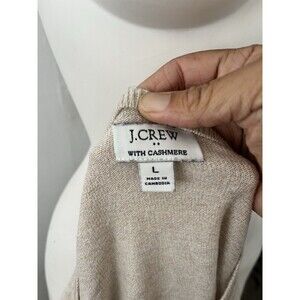 J.CREW
WITH CASHMERE
L
MADE IN
CAMBODIA